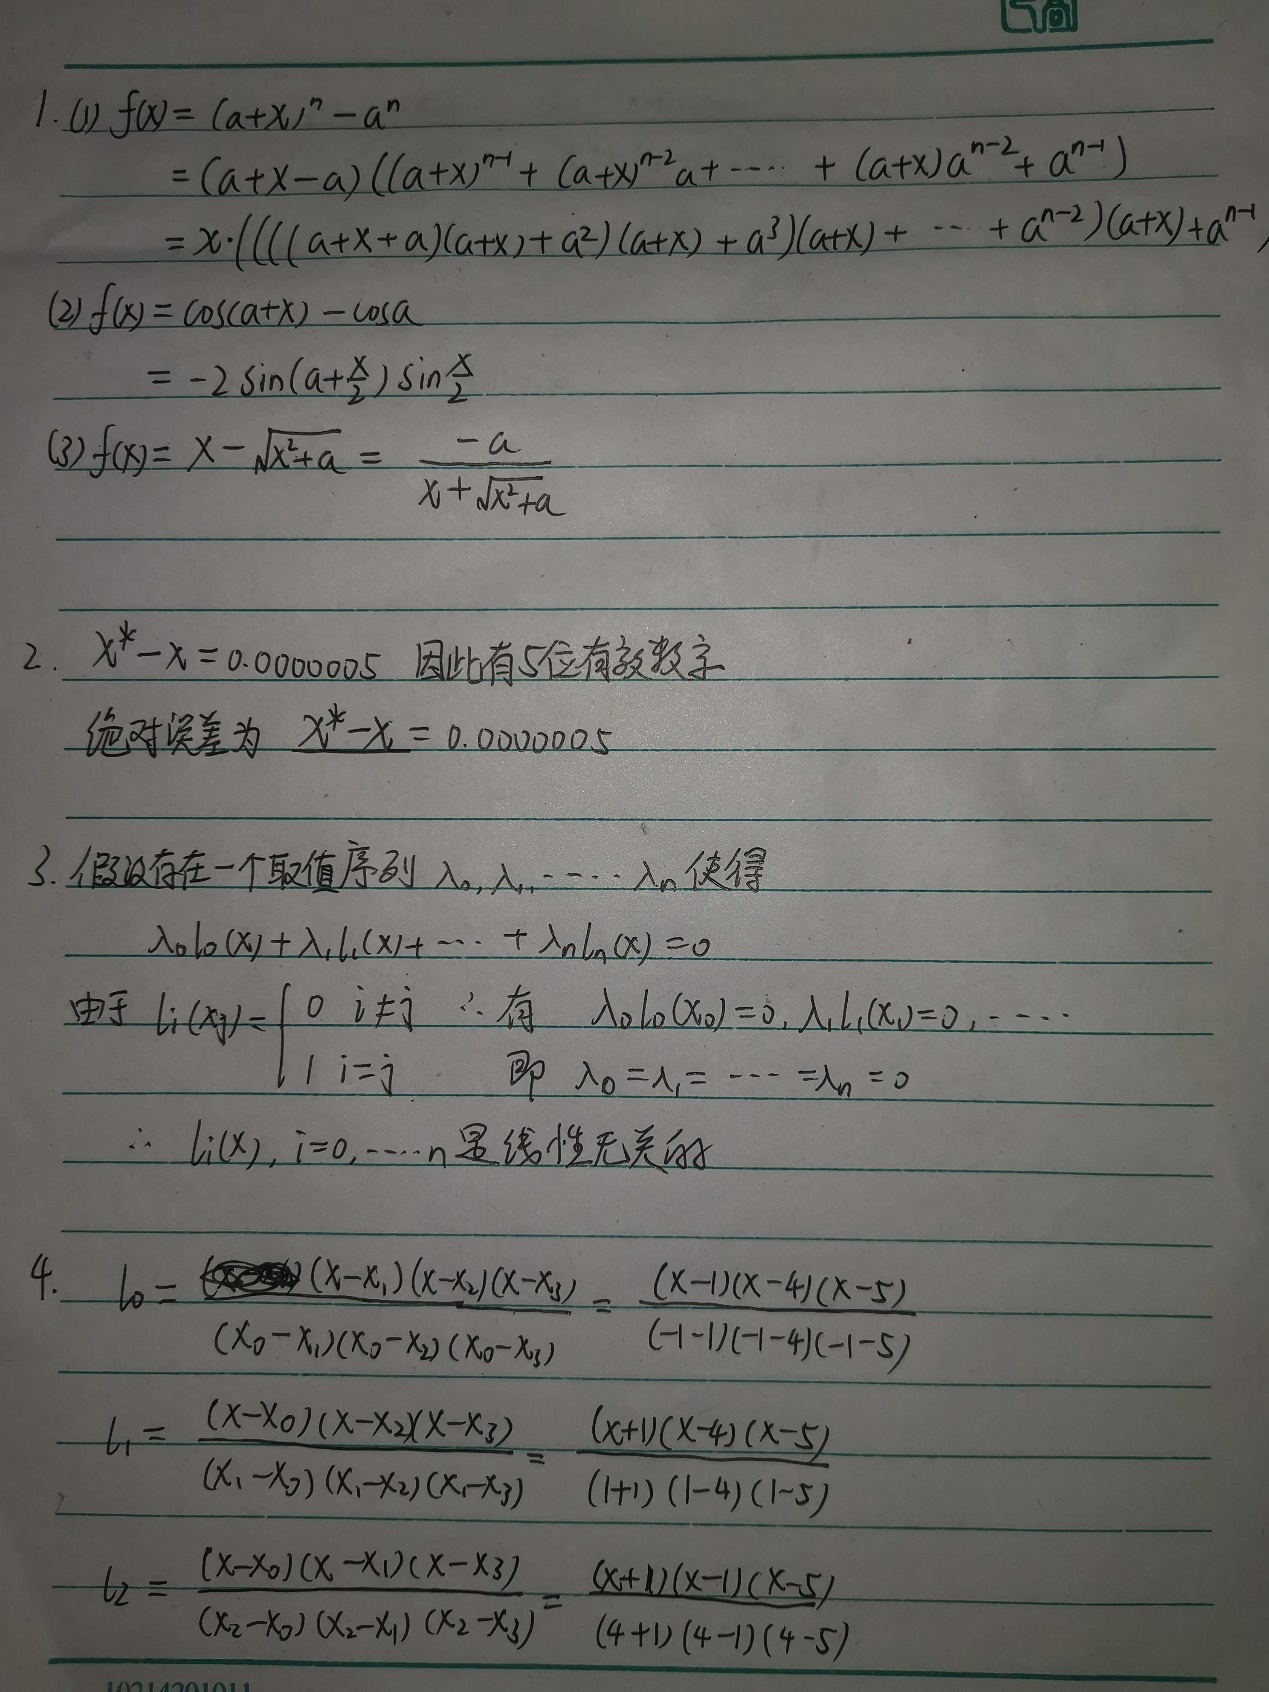 1. (1) f(x) = (a+x)ⁿ - aⁿ
= (a+x-a)((a+x)ⁿ⁻¹ + (a+x)ⁿ⁻²a + ····· + (a+x)aⁿ⁻² + aⁿ⁻¹)
= x·((((a+x+a)(a+x)+a²)(a+x)+a³)(a+x)+ ··· + aⁿ⁻²)(a+x)+aⁿ⁻¹)
(2) f(x) = cos(a+x) - cosa
= -2 sin(a+x/2) sin x/2
(3) f(x) = x - √(x²+a) = -a / (x + √(x²+a))
2. x* - x = 0.0000005 因此有5位有效数字
绝对误差为 x* - x = 0.0000005
3. 假设存在一个取值序列 λ₀, λ₁, ····· λₙ 使得
λ₀l₀(x) + λ₁l₁(x) + ··· + λₙlₙ(x) = 0
由于 lᵢ(xⱼ) = { 0 i≠j ∴ 有 λ₀l₀(x₀)=0, λ₁l₁(x₁)=0, ·····
1 i=j 即 λ₀=λ₁= ··· =λₙ = 0
∴ lᵢ(x), i=0, ····· n 是线性无关的
4. l₀ = (x-x₁)(x-x₂)(x-x₃) / (x₀-x₁)(x₀-x₂)(x₀-x₃) = (x-1)(x-4)(x-5) / (-1-1)(-1-4)(-1-5)
l₁ = (x-x₀)(x-x₂)(x-x₃) / (x₁-x₀)(x₁-x₂)(x₁-x₃) = (x+1)(x-4)(x-5) / (1+1)(1-4)(1-5)
l₂ = (x-x₀)(x-x₁)(x-x₃) / (x₂-x₀)(x₂-x₁)(x₂-x₃) = (x+1)(x-1)(x-5) / (4+1)(4-1)(4-5)